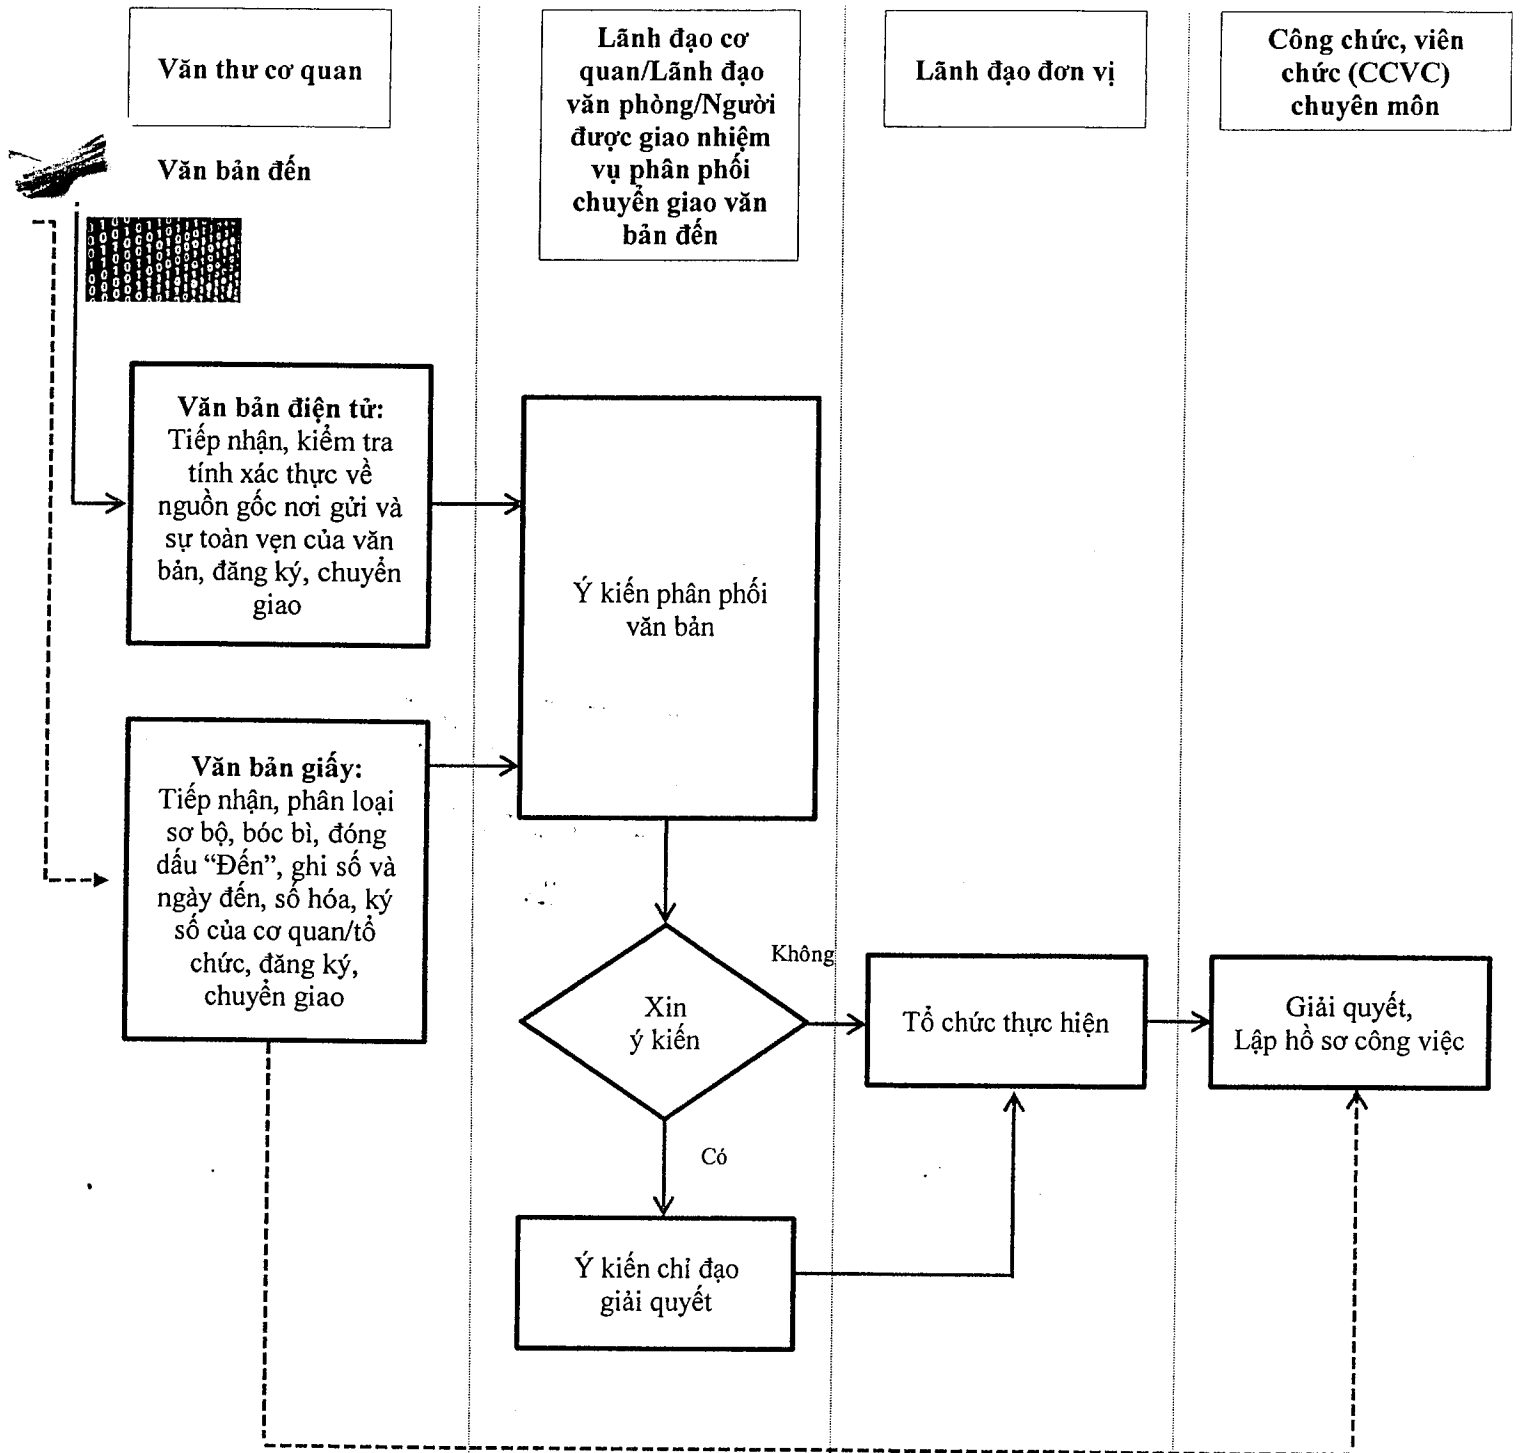 Văn thư cơ quan
Lãnh đạo cơ
quan/Lãnh đạo
văn phòng/Người
được giao nhiệm
vụ phân phối
chuyển giao văn
bản đến
Lãnh đạo đơn vị
Công chức, viên
chức (CCVC)
chuyên môn
Văn bản đến
Văn bản điện tử:
Tiếp nhận, kiểm tra
tính xác thực về
nguồn gốc nơi gửi và
sự toàn vẹn của văn
bản, đăng ký, chuyển
giao
Ý kiến phân phối
văn bản
Văn bản giấy:
Tiếp nhận, phân loại
sơ bộ, bóc bì, đóng
dấu “Đến”, ghi số và
ngày đến, số hóa, ký
số của cơ quan/tổ
chức, đăng ký,
chuyển giao
Xin
ý kiến
Không
Tổ chức thực hiện
Giải quyết,
Lập hồ sơ công việc
Có
Ý kiến chỉ đạo
giải quyết